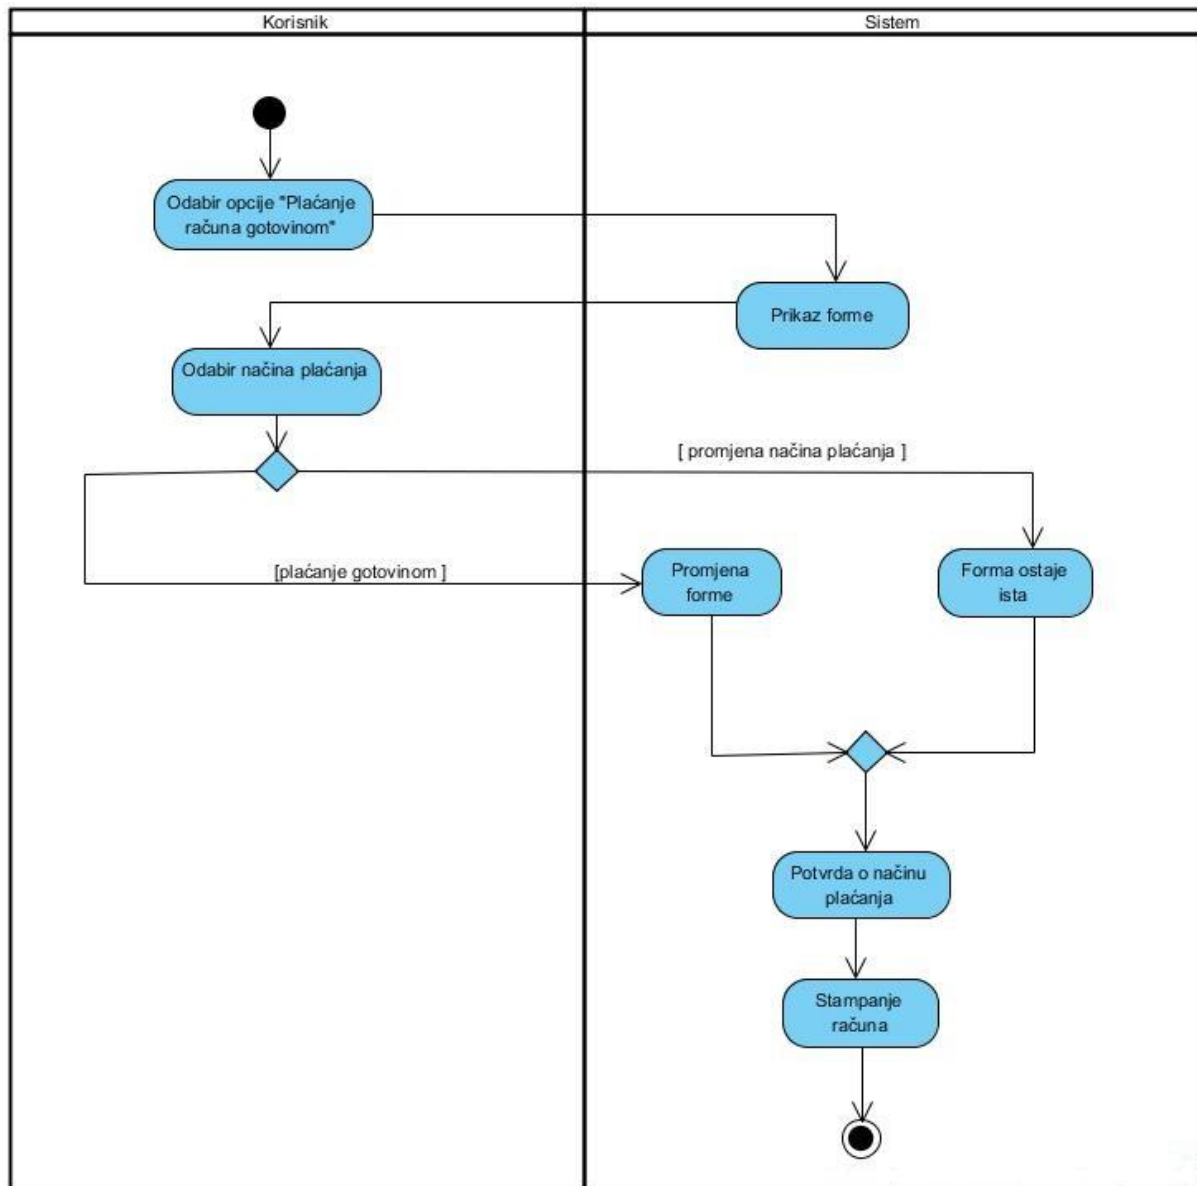 Korisnik
Sistem
Odabir opcije "Plaćanje
računa gotovinom"
Prikaz forme
Odabir načina plaćanja
[ promjena načina plaćanja ]
[plaćanje gotovinom ]
Promjena
forme
Forma ostaje
ista
Potvrda o načinu
plaćanja
Stampanje
računa